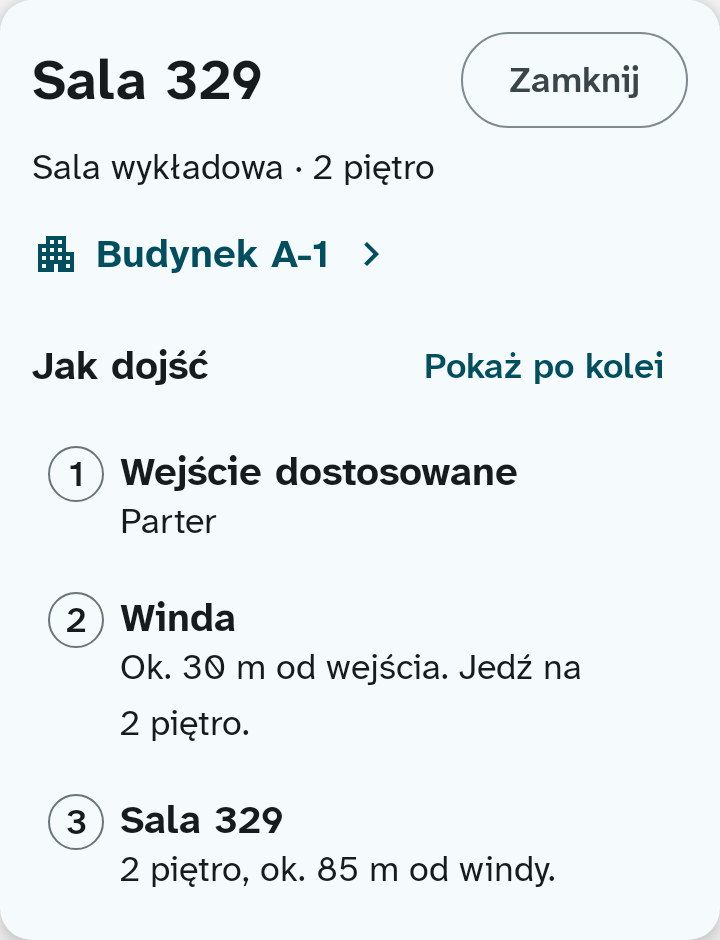 Sala 329
Zamknij
Sala wykładowa · 2 piętro
Budynek A-1
Jak dojść
Pokaż po kolei
1 Wejście dostosowane
Parter
2 Winda
Ok. 30 m od wejścia. Jedź na
2 piętro.
3 Sala 329
2 piętro, ok. 85 m od windy.